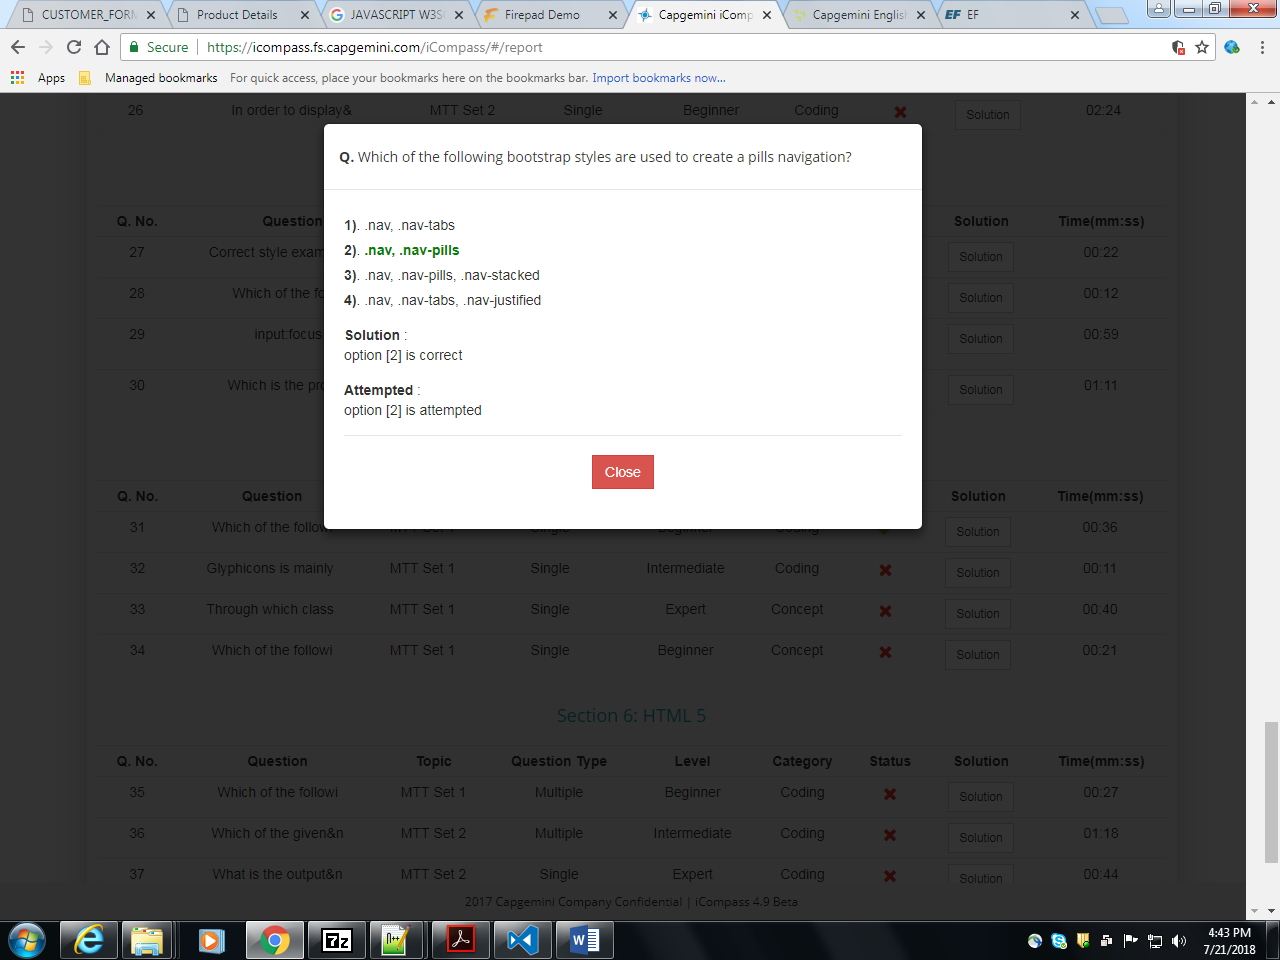 CUSTOMER_FORM
Product Details
JAVASCRIPT W3S
Firepad Demo
Capgemini iComp
Capgemini English
EF EF
Secure https://icompass.fs.capgemini.com/iCompass/#/report
Apps Managed bookmarks For quick access, place your bookmarks here on the bookmarks bar. Import bookmarks now...
26 In order to display& MTT Set 2 Single Beginner Coding Solution 02:24
Q. Which of the following bootstrap styles are used to create a pills navigation?
1). .nav, .nav-tabs
2). .nav, .nav-pills
3). .nav, .nav-pills, .nav-stacked
4). .nav, .nav-tabs, .nav-justified
Solution :
option [2] is correct
Attempted :
option [2] is attempted
Close
Q. No. Question Solution Time(mm:ss)
27 Correct style exam Solution 00:22
28 Which of the fo Solution 00:12
29 input:focus Solution 00:59
30 Which is the pro Solution 01:11
Q. No. Question Solution Time(mm:ss)
31 Which of the follow MTT Set 1 Single Beginner Coding Solution 00:36
32 Glyphicons is mainly MTT Set 1 Single Intermediate Coding Solution 00:11
33 Through which class MTT Set 1 Single Expert Concept Solution 00:40
34 Which of the followi MTT Set 1 Single Beginner Concept Solution 00:21
Section 6: HTML 5
Q. No. Question Topic Question Type Level Category Status Solution Time(mm:ss)
35 Which of the followi MTT Set 1 Multiple Beginner Coding Solution 00:27
36 Which of the given&n MTT Set 2 Multiple Intermediate Coding Solution 01:18
37 What is the output&n MTT Set 2 Single Expert Coding Solution 00:44
2017 Capgemini Company Confidential | iCompass 4.9 Beta
4:43 PM
7/21/2018